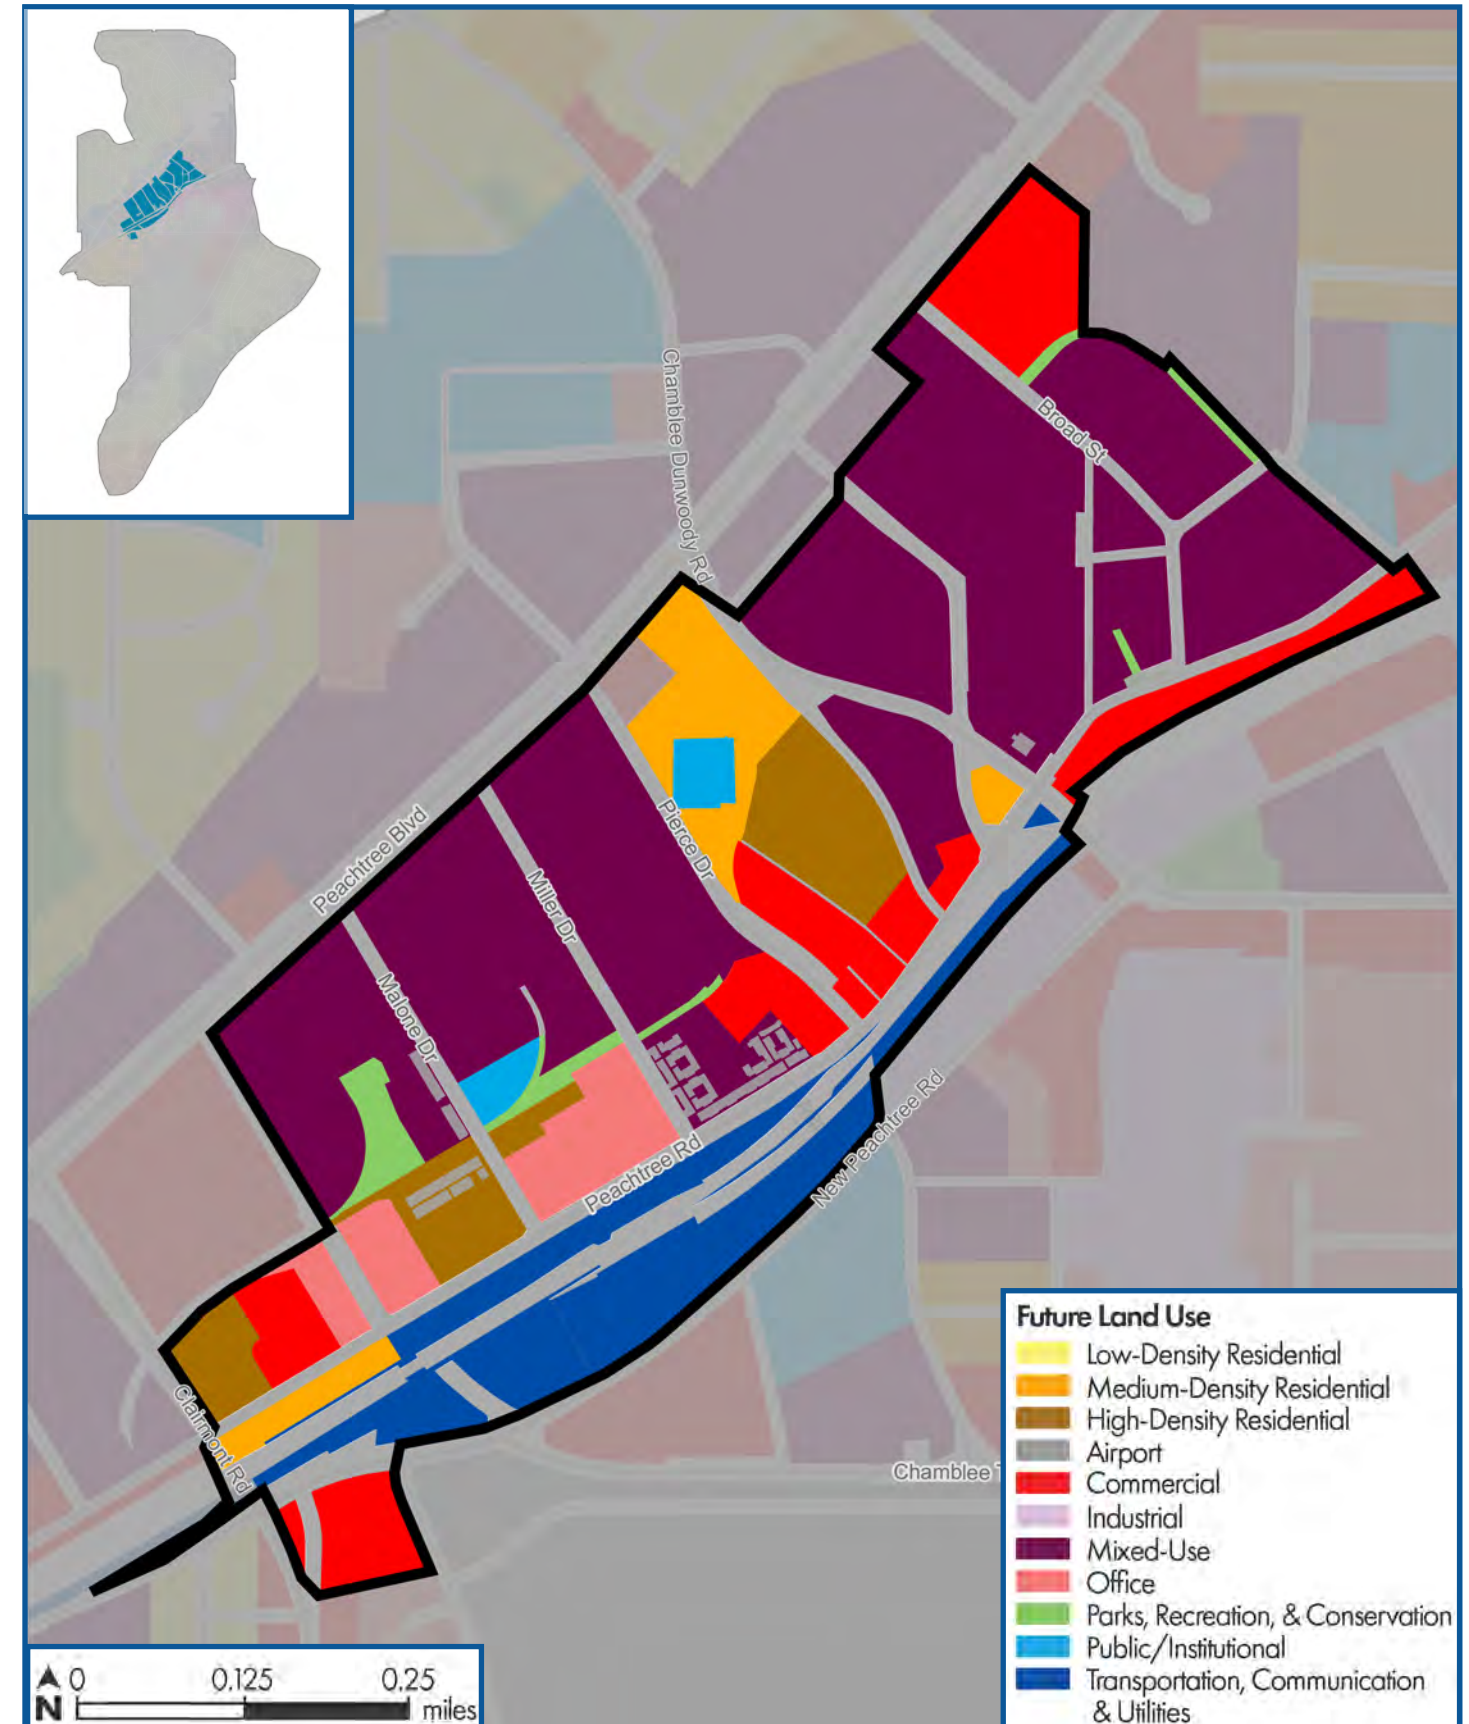 Chamblee Dunwoody Rd
Broad St
Peachtree Blvd
Pierce Dr
Miller Dr
Malone Dr
Peachtree Rd
New Peachtree Rd
Clairmont Rd
Chamblee
Future Land Use
Low-Density Residential
Medium-Density Residential
High-Density Residential
Airport
Commercial
Industrial
Mixed-Use
Office
Parks, Recreation, & Conservation
Public/Institutional
Transportation, Communication
& Utilities
0 0.125 0.25
N miles